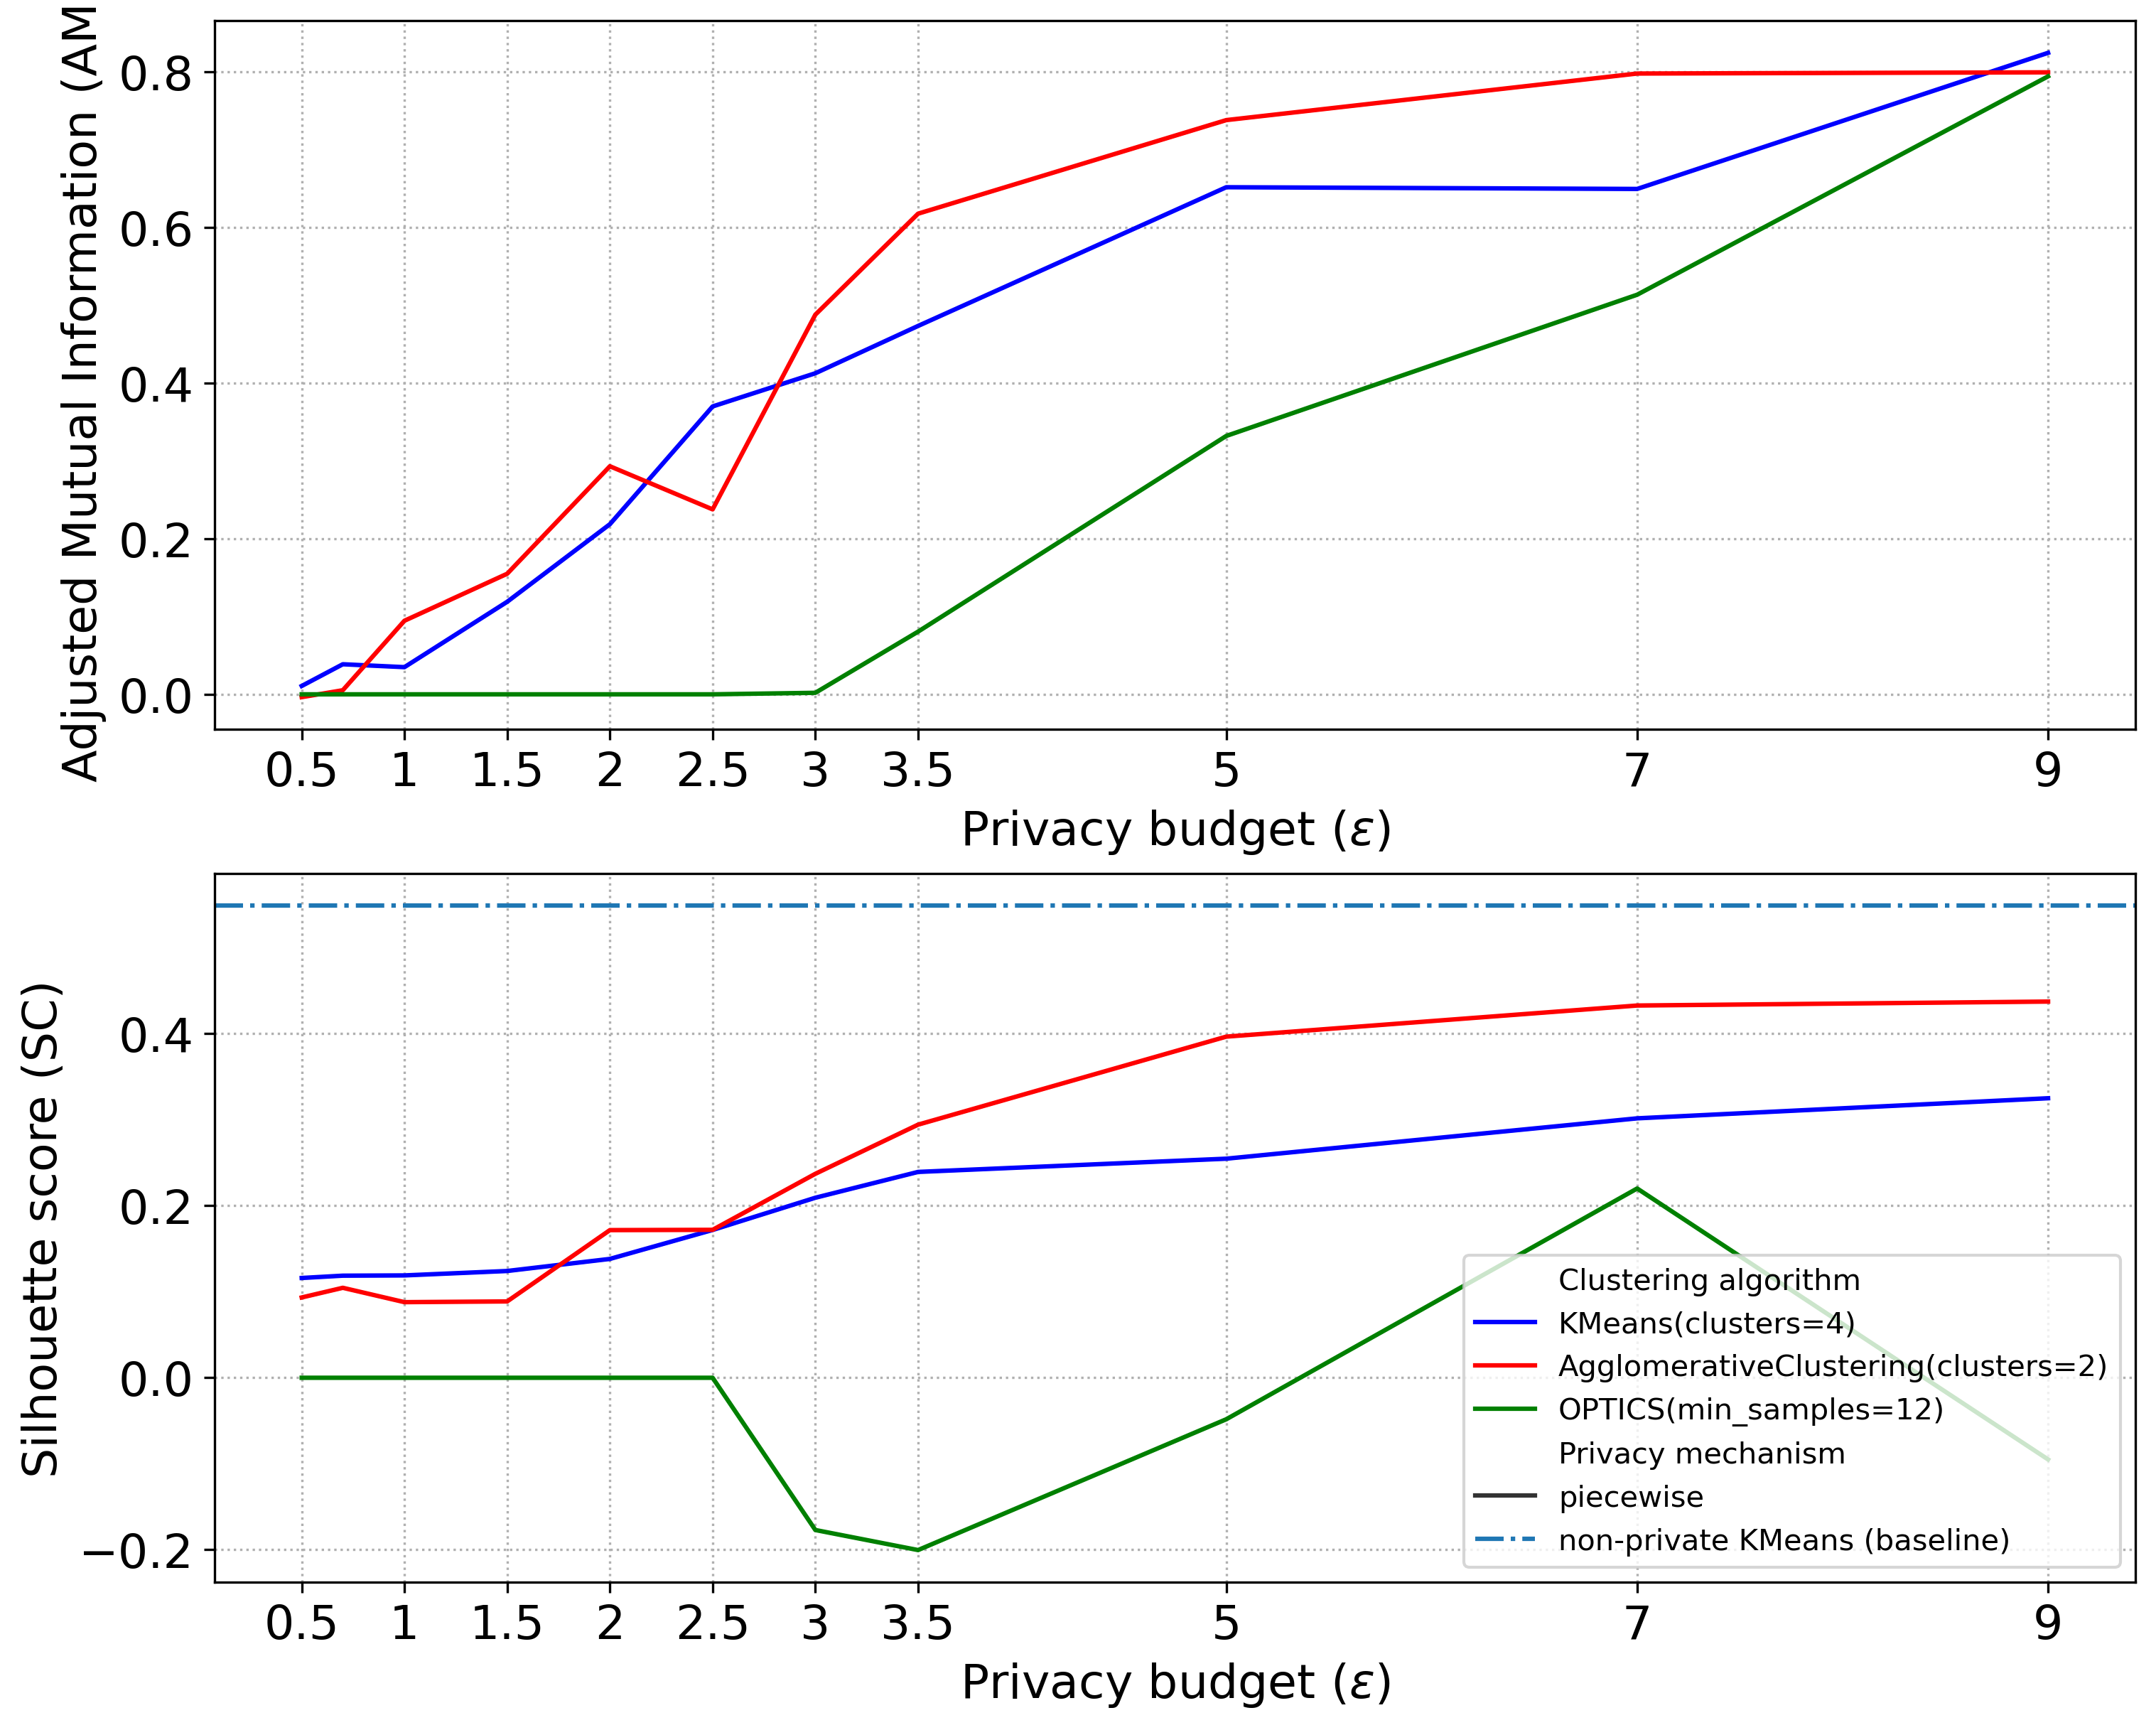 Adjusted Mutual Information (AM
0.8
0.6
0.4
0.2
0.0
0.5 1 1.5 2 2.5 3 3.5 5 7 9
Privacy budget (ε)
Silhouette score (SC)
0.4
0.2
0.0
−0.2
Clustering algorithm
KMeans(clusters=4)
AgglomerativeClustering(clusters=2)
OPTICS(min_samples=12)
Privacy mechanism
piecewise
non-private KMeans (baseline)
0.5 1 1.5 2 2.5 3 3.5 5 7 9
Privacy budget (ε)